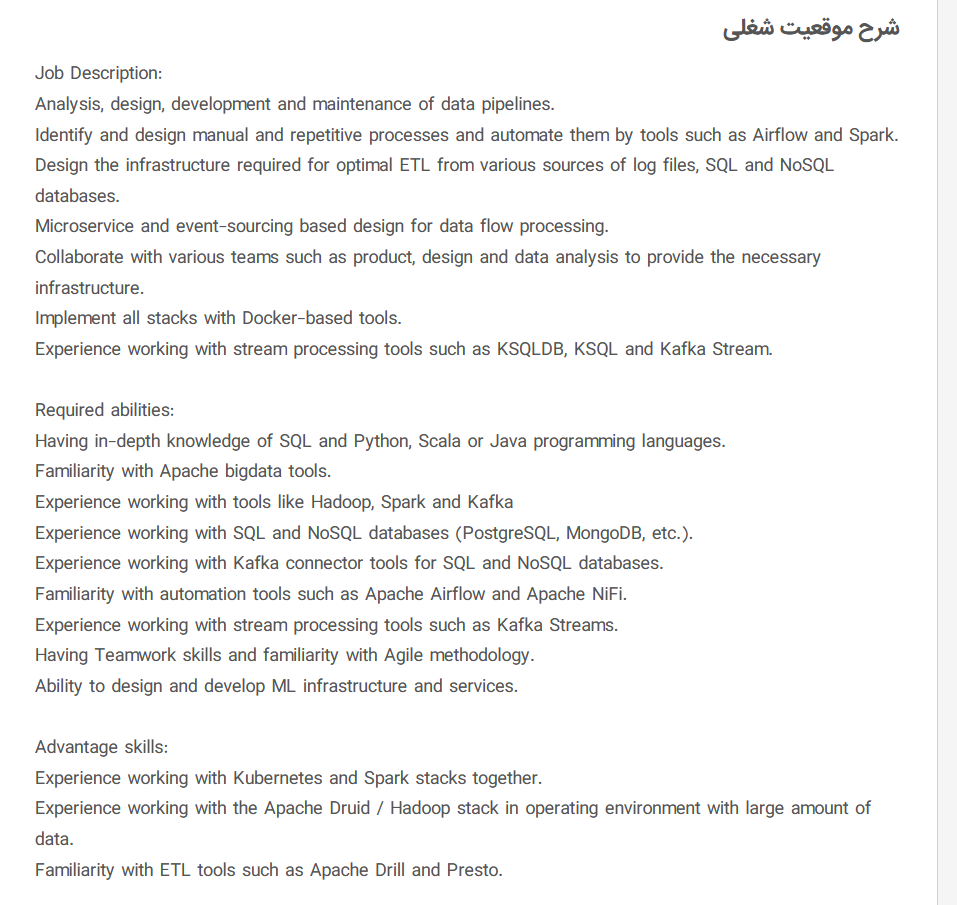 شرح موقعیت شغلی
Job Description:
Analysis, design, development and maintenance of data pipelines.
Identify and design manual and repetitive processes and automate them by tools such as Airflow and Spark.
Design the infrastructure required for optimal ETL from various sources of log files, SQL and NoSQL
databases.
Microservice and event-sourcing based design for data flow processing.
Collaborate with various teams such as product, design and data analysis to provide the necessary
infrastructure.
Implement all stacks with Docker-based tools.
Experience working with stream processing tools such as KSQLDB, KSQL and Kafka Stream.
Required abilities:
Having in-depth knowledge of SQL and Python, Scala or Java programming languages.
Familiarity with Apache bigdata tools.
Experience working with tools like Hadoop, Spark and Kafka
Experience working with SQL and NoSQL databases (PostgreSQL, MongoDB, etc.).
Experience working with Kafka connector tools for SQL and NoSQL databases.
Familiarity with automation tools such as Apache Airflow and Apache NiFi.
Experience working with stream processing tools such as Kafka Streams.
Having Teamwork skills and familiarity with Agile methodology.
Ability to design and develop ML infrastructure and services.
Advantage skills:
Experience working with Kubernetes and Spark stacks together.
Experience working with the Apache Druid / Hadoop stack in operating environment with large amount of
data.
Familiarity with ETL tools such as Apache Drill and Presto.